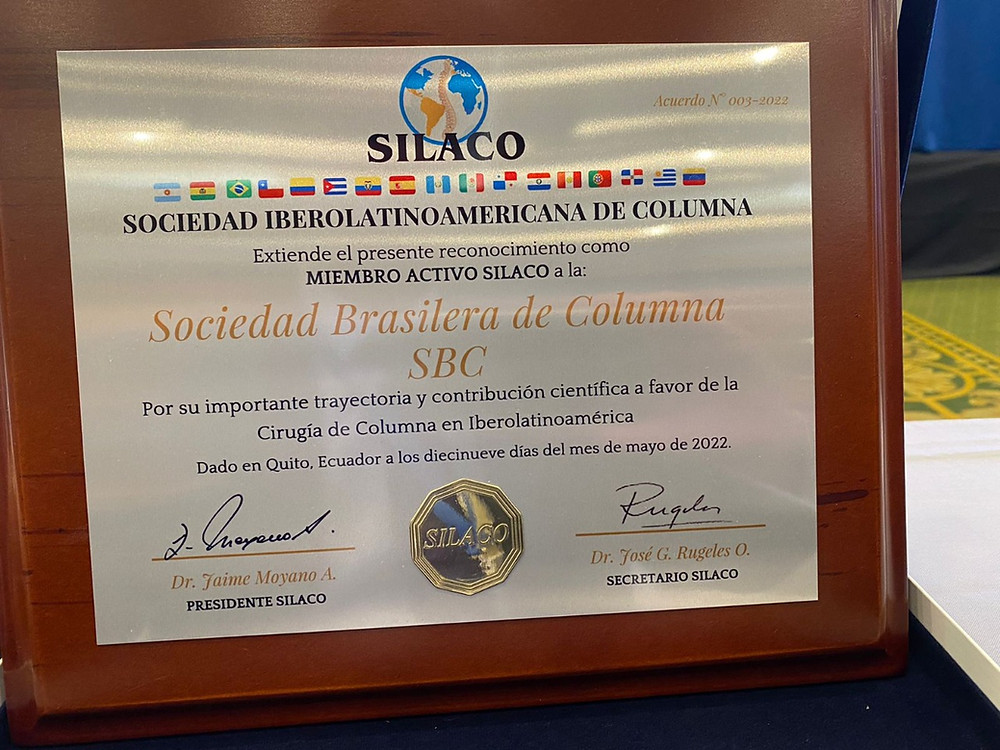 Acuerdo N° 003-2022
SILACO
SOCIEDAD IBEROLATINOAMERICANA DE COLUMNA
Extiende el presente reconocimiento como
MIEMBRO ACTIVO SILACO a la:
Sociedad Brasilera de Columna
SBC
Por su importante trayectoria y contribución científica a favor de la
Cirugía de Columna en Iberolatinoamérica
Dado en Quito, Ecuador a los diecinueve días del mes de mayo de 2022.
J. Moyano A.
Rugeles
SILACO
Dr. Jaime Moyano A.
PRESIDENTE SILACO
Dr. José G. Rugeles O.
SECRETARIO SILACO